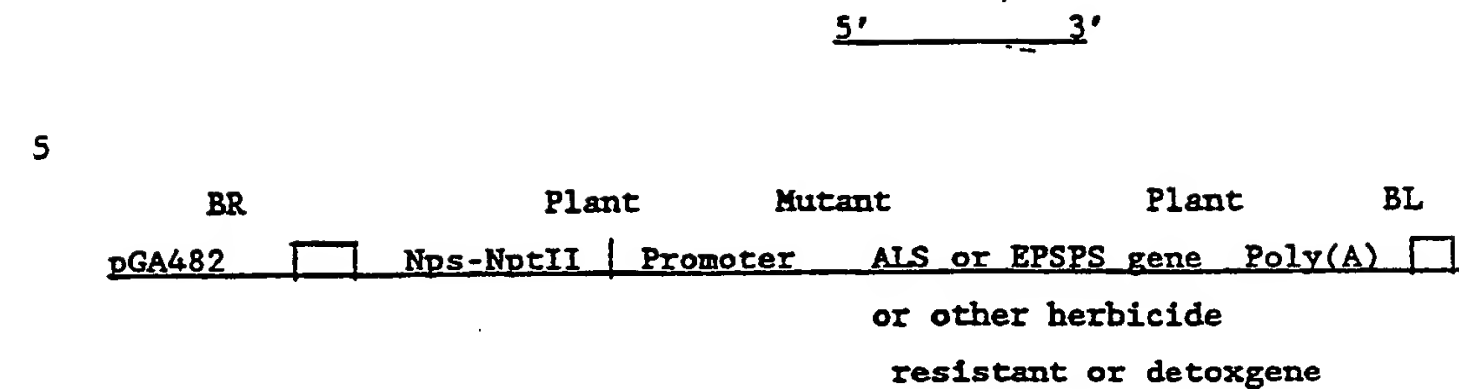 5' 3'
5
BR Plant Mutant Plant BL
pGA482 Nps-NptII Promoter ALS or EPSPS gene Poly(A)
or other herbicide
resistant or detoxgene